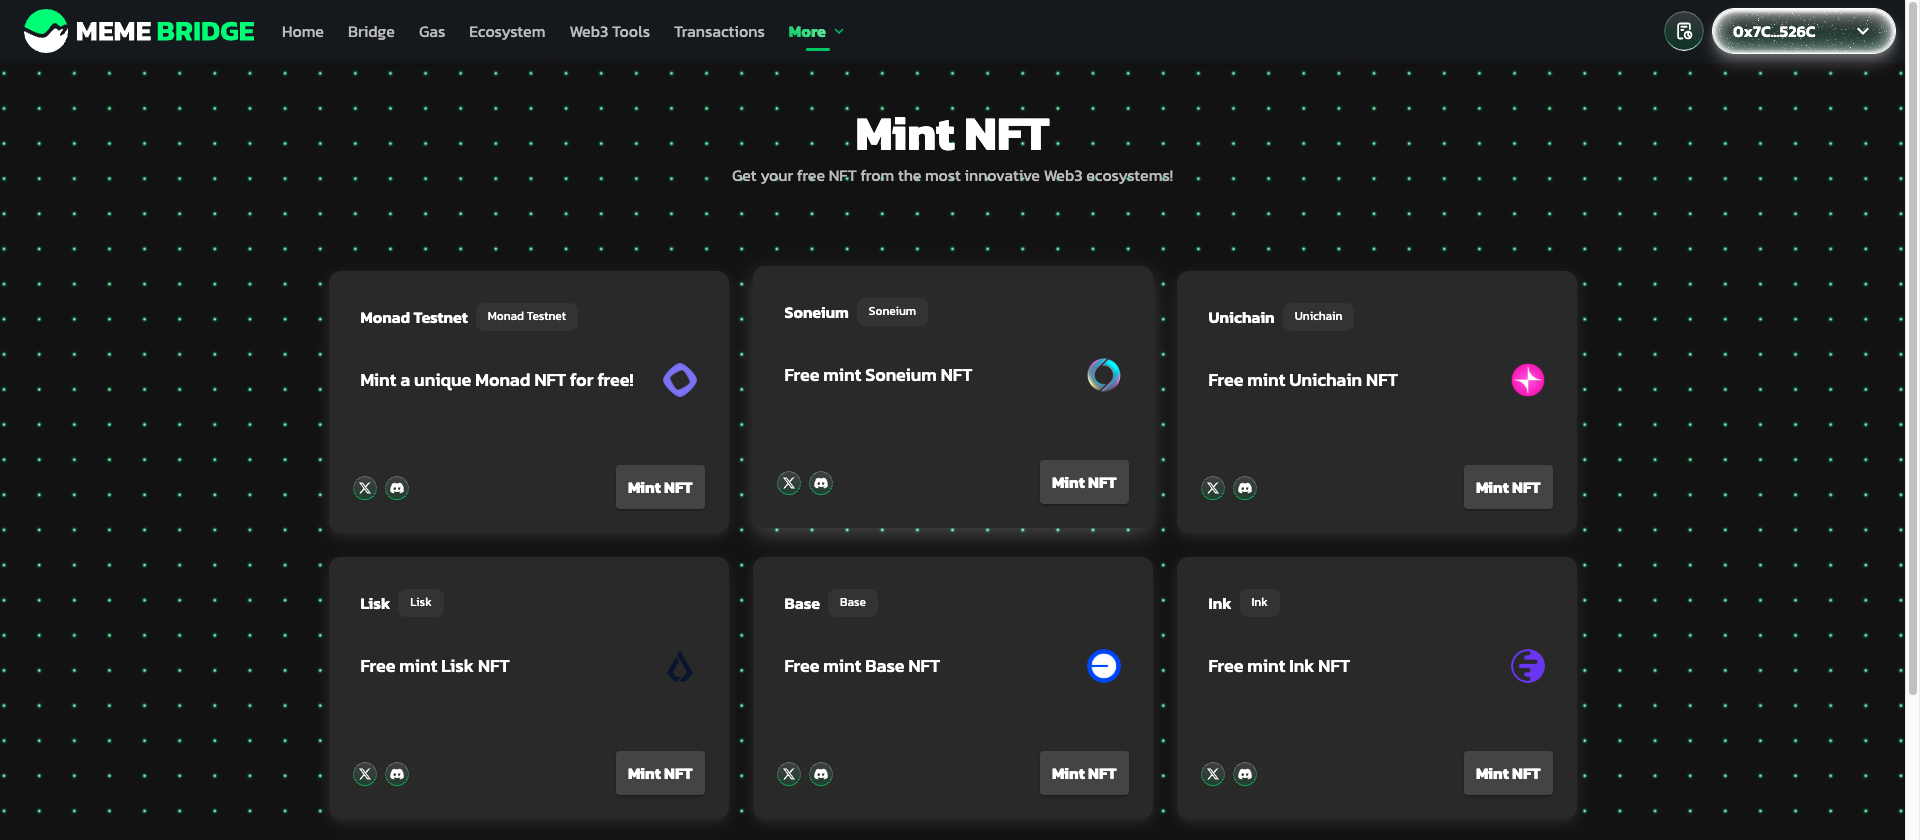 MEME BRIDGE
Home Bridge Gas Ecosystem Web3 Tools Transactions More
0x7C...526C
Mint NFT
Get your free NFT from the most innovative Web3 ecosystems!
Monad Testnet Monad Testnet
Mint a unique Monad NFT for free!
Mint NFT
Soneium Soneium
Free mint Soneium NFT
Mint NFT
Unichain Unichain
Free mint Unichain NFT
Mint NFT
Lisk Lisk
Free mint Lisk NFT
Mint NFT
Base Base
Free mint Base NFT
Mint NFT
Ink Ink
Free mint Ink NFT
Mint NFT